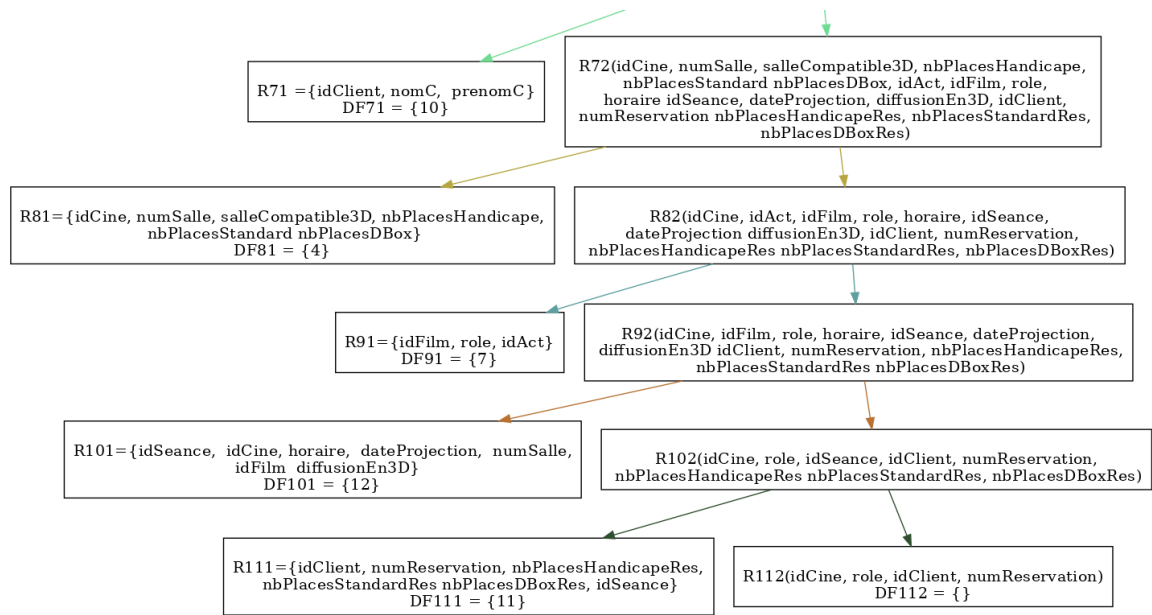 R71 ={idClient, nomC,  prenomC}
DF71 = {10}
R72(idCine, numSalle, salleCompatible3D, nbPlacesHandicape,
nbPlacesStandard nbPlacesDBox, idAct, idFilm, role,
horaire idSeance, dateProjection, diffusionEn3D, idClient,
numReservation nbPlacesHandicapeRes, nbPlacesStandardRes,
nbPlacesDBoxRes)
R81={idCine, numSalle, salleCompatible3D, nbPlacesHandicape,
nbPlacesStandard nbPlacesDBox}
DF81 = {4}
R82(idCine, idAct, idFilm, role, horaire, idSeance,
dateProjection diffusionEn3D, idClient, numReservation,
nbPlacesHandicapeRes nbPlacesStandardRes, nbPlacesDBoxRes)
R91={idFilm, role, idAct}
DF91 = {7}
R92(idCine, idFilm, role, horaire, idSeance, dateProjection,
diffusionEn3D idClient, numReservation, nbPlacesHandicapeRes,
nbPlacesStandardRes nbPlacesDBoxRes)
R101={idSeance,  idCine, horaire,  dateProjection,  numSalle,
idFilm  diffusionEn3D}
DF101 = {12}
R102(idCine, role, idSeance, idClient, numReservation,
nbPlacesHandicapeRes nbPlacesStandardRes, nbPlacesDBoxRes)
R111={idClient, numReservation, nbPlacesHandicapeRes,
nbPlacesStandardRes nbPlacesDBoxRes, idSeance}
DF111 = {11}
R112(idCine, role, idClient, numReservation)
DF112 = {}